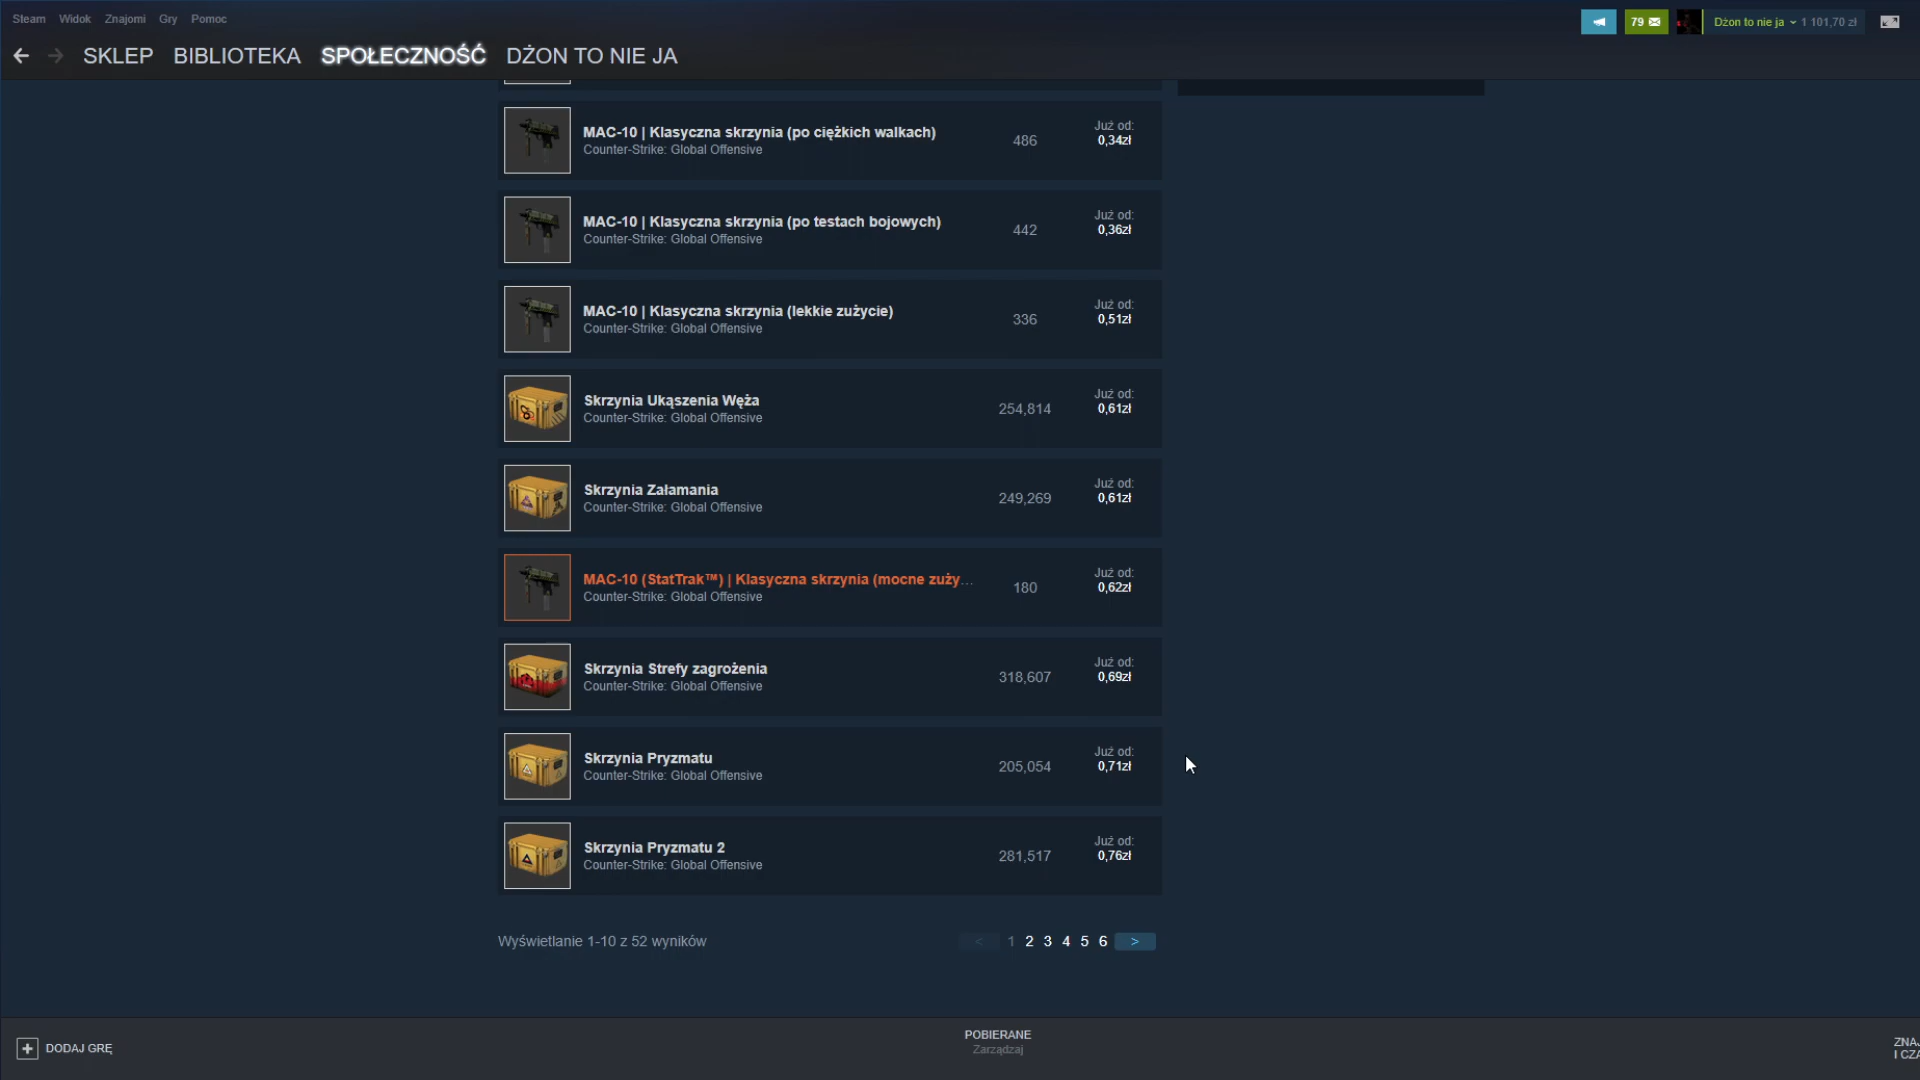 Steam Widok Znajomi Gry Pomoc
79
Dżon to nie ja 1 101,70 zł
SKLEP BIBLIOTEKA SPOŁECZNOŚĆ DŻON TO NIE JA
MAC-10 | Klasyczna skrzynia (po ciężkich walkach)
Counter-Strike: Global Offensive
486
Już od:
0,34zł
MAC-10 | Klasyczna skrzynia (po testach bojowych)
Counter-Strike: Global Offensive
442
Już od:
0,36zł
MAC-10 | Klasyczna skrzynia (lekkie zużycie)
Counter-Strike: Global Offensive
336
Już od:
0,51zł
Skrzynia Ukąszenia Węża
Counter-Strike: Global Offensive
254,814
Już od:
0,61zł
Skrzynia Załamania
Counter-Strike: Global Offensive
249,269
Już od:
0,61zł
MAC-10 (StatTrak™) | Klasyczna skrzynia (mocne zuży...
Counter-Strike: Global Offensive
180
Już od:
0,62zł
Skrzynia Strefy zagrożenia
Counter-Strike: Global Offensive
318,607
Już od:
0,69zł
Skrzynia Pryzmatu
Counter-Strike: Global Offensive
205,054
Już od:
0,71zł
Skrzynia Pryzmatu 2
Counter-Strike: Global Offensive
281,517
Już od:
0,76zł
Wyświetlanie 1-10 z 52 wyników
< 1 2 3 4 5 6 >
DODAJ GRĘ
POBIERANE
Zarządzaj
ZNAJ
I CZA